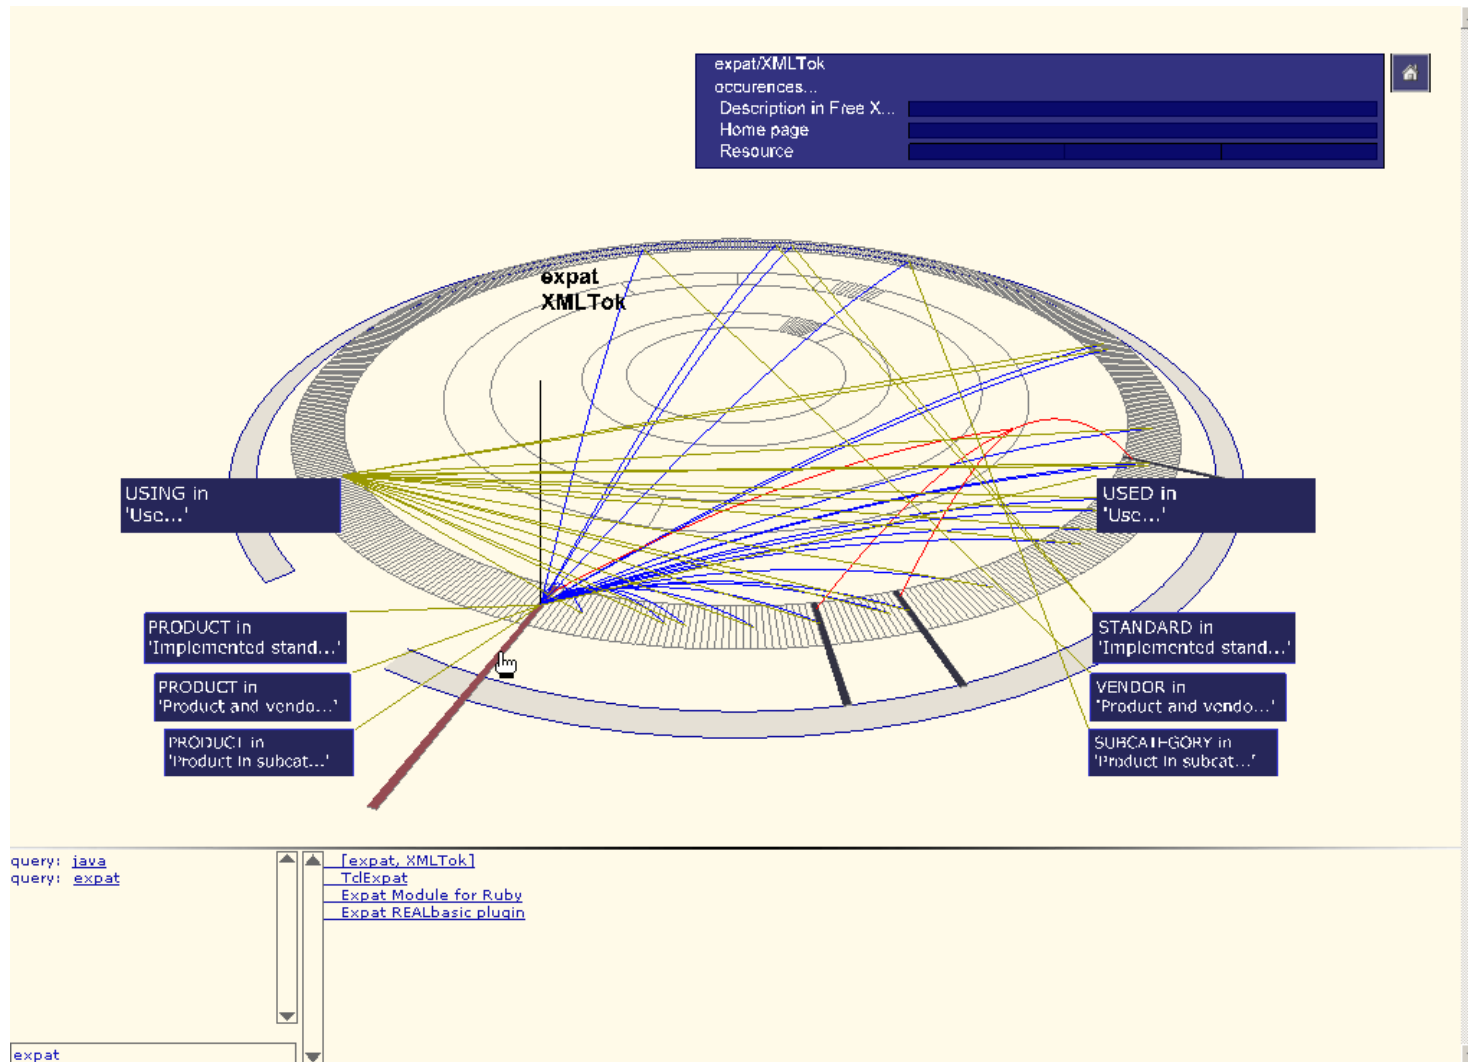 expat/XMLTok
occurences...
Description in Free X...
Home page
Resource
expat
XMLTok
USING in
'Use...'
USED in
'Use...'
PRODUCT in
'Implemented stand...'
STANDARD in
'Implemented stand...'
PRODUCT in
'Product and vendo...'
VENDOR in
'Product and vendo...'
PRODUCT in
'Product in subcat...'
SUBCATEGORY in
'Product in subcat...'
query: java
query: expat
[expat, XMLTok]
TclExpat
Expat Module for Ruby
Expat REALbasic plugin
expat